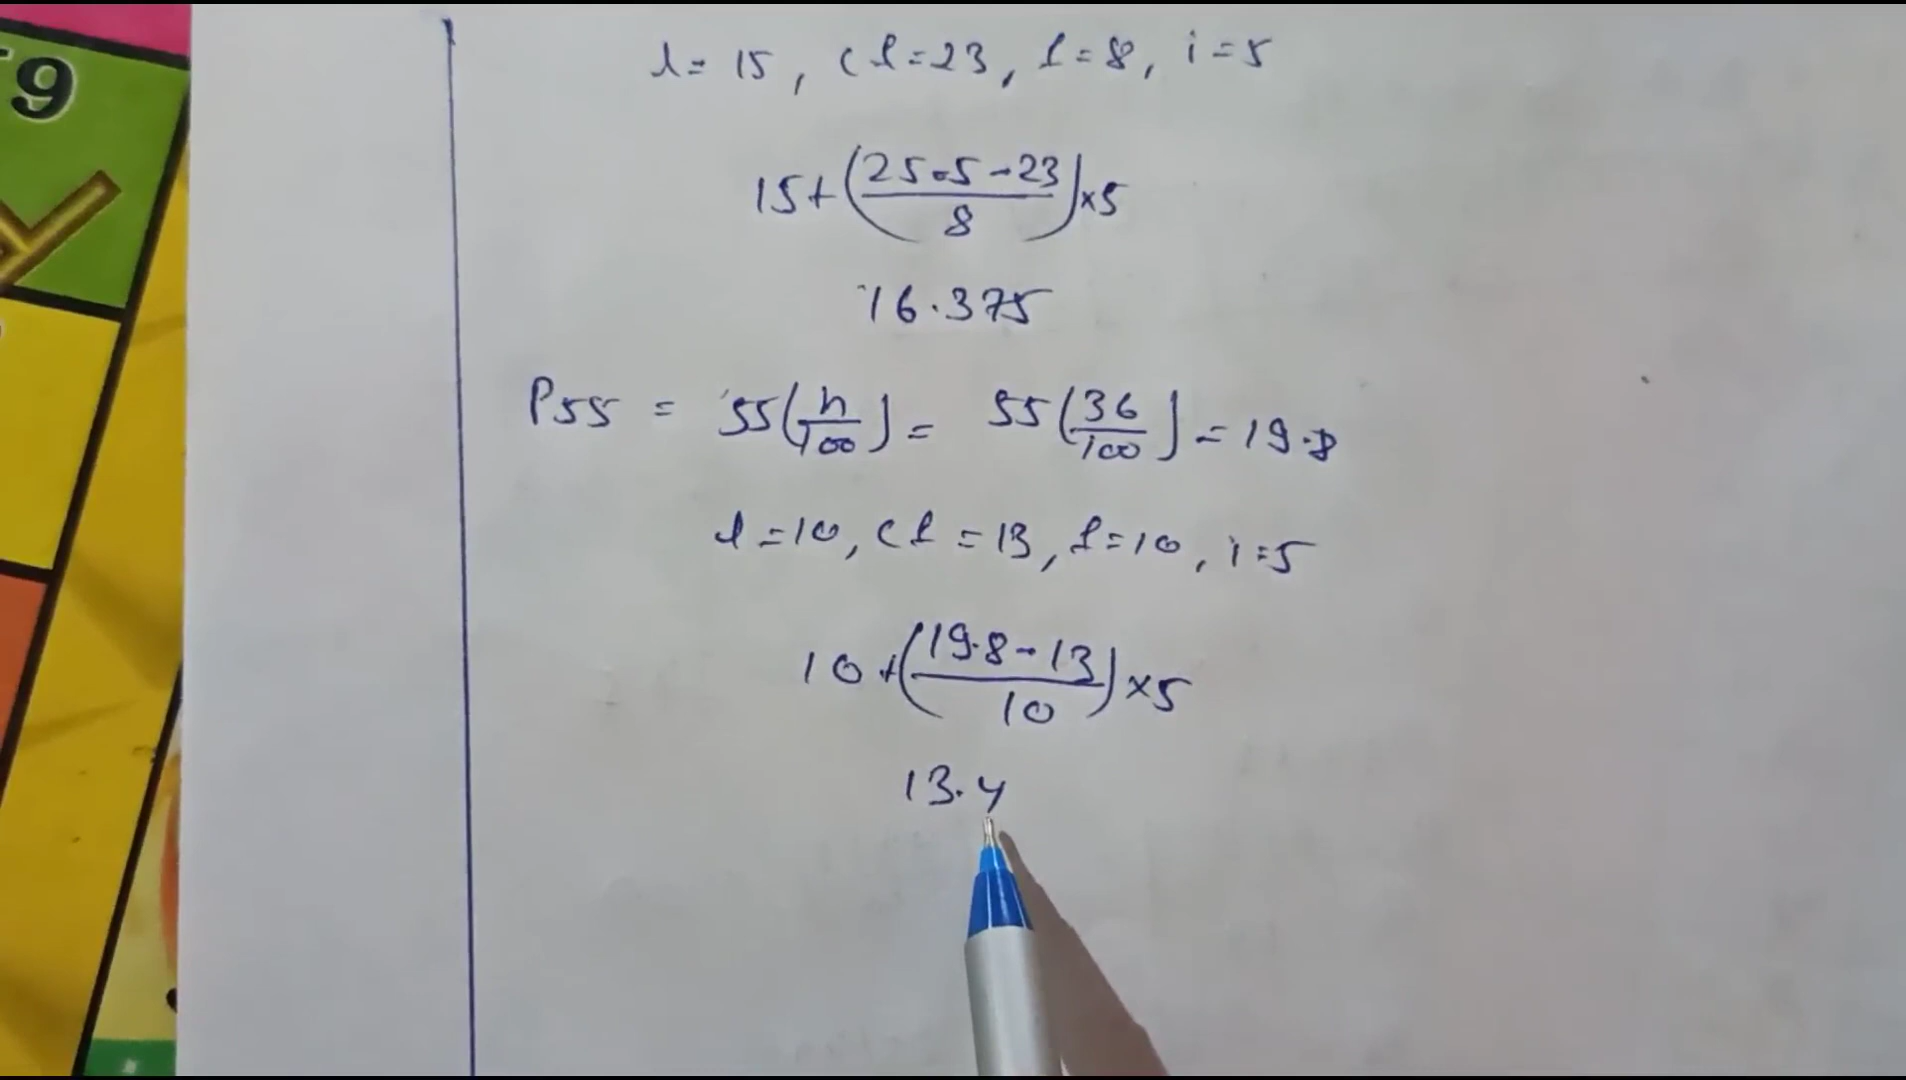 9
l = 15, cf = 23, f = 8, i = 5
15 + (25.5 - 23 / 8) × 5
16.375
P55 = 55(n/100) = 55(36/100) = 19.8
l = 10, cf = 13, f = 10, i = 5
10 + (19.8 - 13 / 10) × 5
13.4